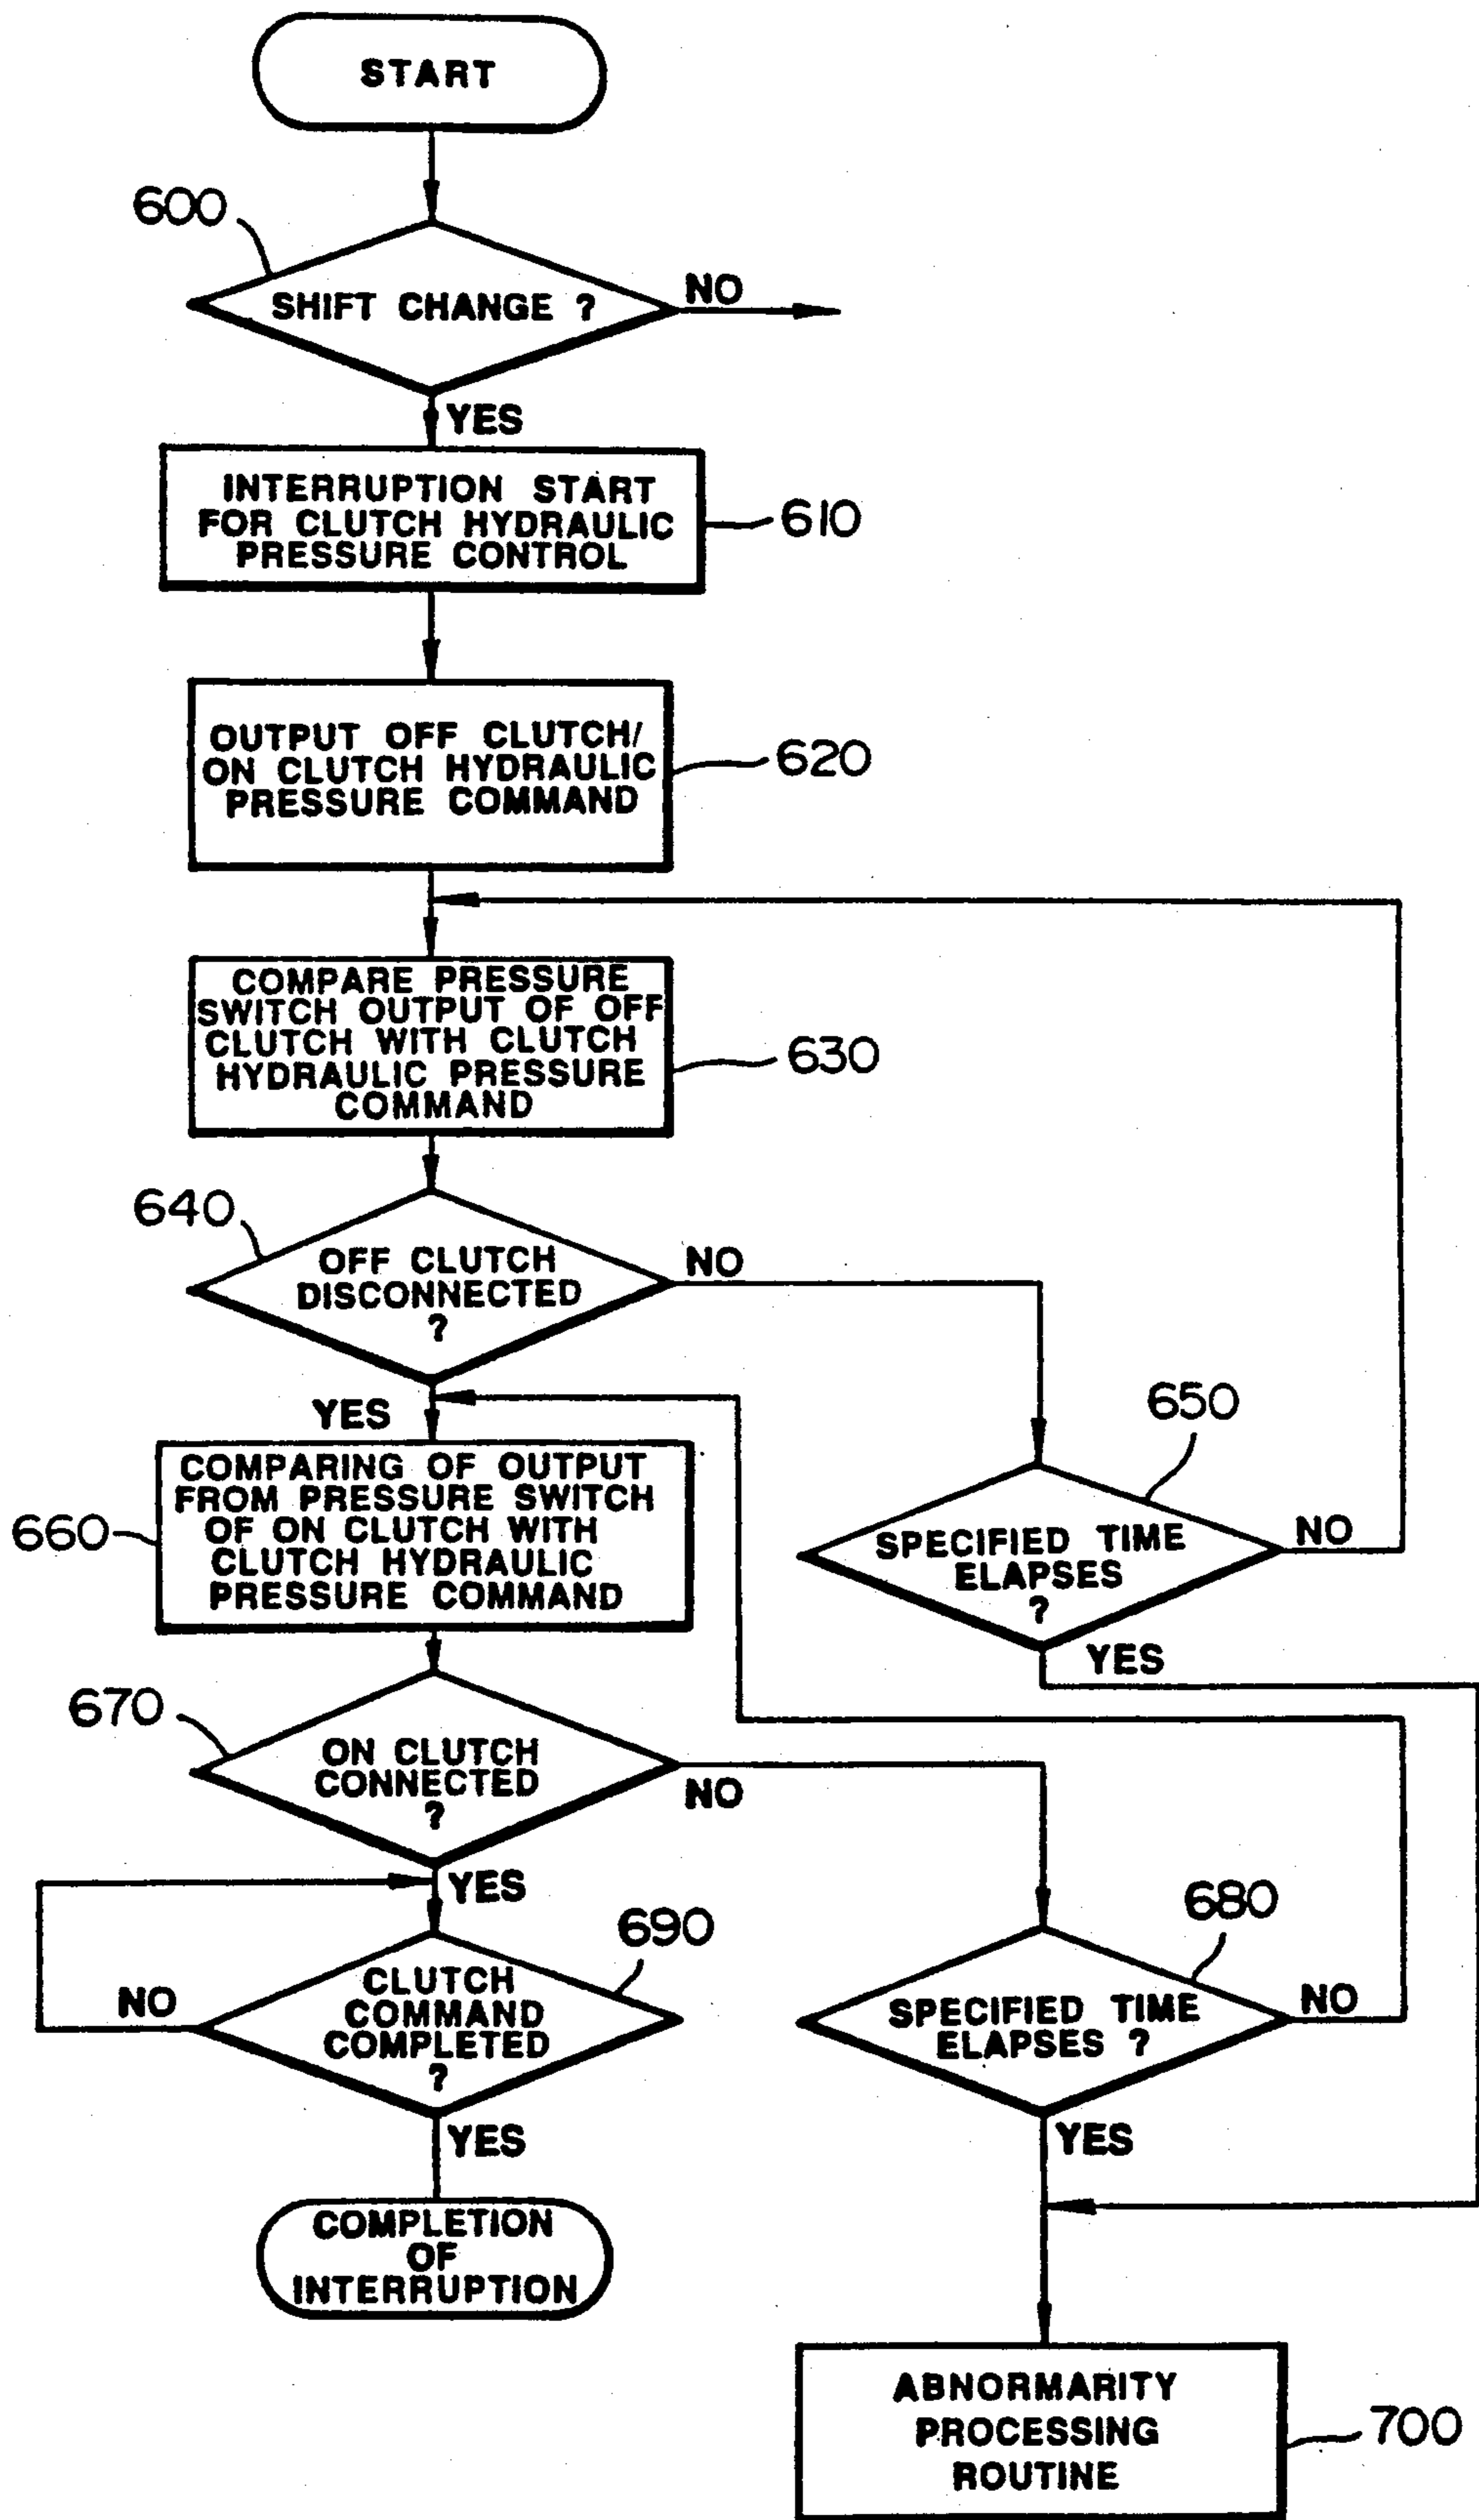 START
600
SHIFT CHANGE ?
NO
YES
INTERRUPTION START
FOR CLUTCH HYDRAULIC
PRESSURE CONTROL
610
OUTPUT OFF CLUTCH/
ON CLUTCH HYDRAULIC
PRESSURE COMMAND
620
COMPARE PRESSURE
SWITCH OUTPUT OF OFF
CLUTCH WITH CLUTCH
HYDRAULIC PRESSURE
COMMAND
630
640
OFF CLUTCH
DISCONNECTED
?
NO
YES
650
SPECIFIED TIME
ELAPSES
?
NO
YES
660
COMPARING OF OUTPUT
FROM PRESSURE SWITCH
OF ON CLUTCH WITH
CLUTCH HYDRAULIC
PRESSURE COMMAND
670
ON CLUTCH
CONNECTED
?
NO
YES
680
SPECIFIED TIME
ELAPSES ?
NO
YES
690
CLUTCH
COMMAND
COMPLETED
?
NO
YES
COMPLETION
OF
INTERRUPTION
ABNORMARITY
PROCESSING
ROUTINE
700